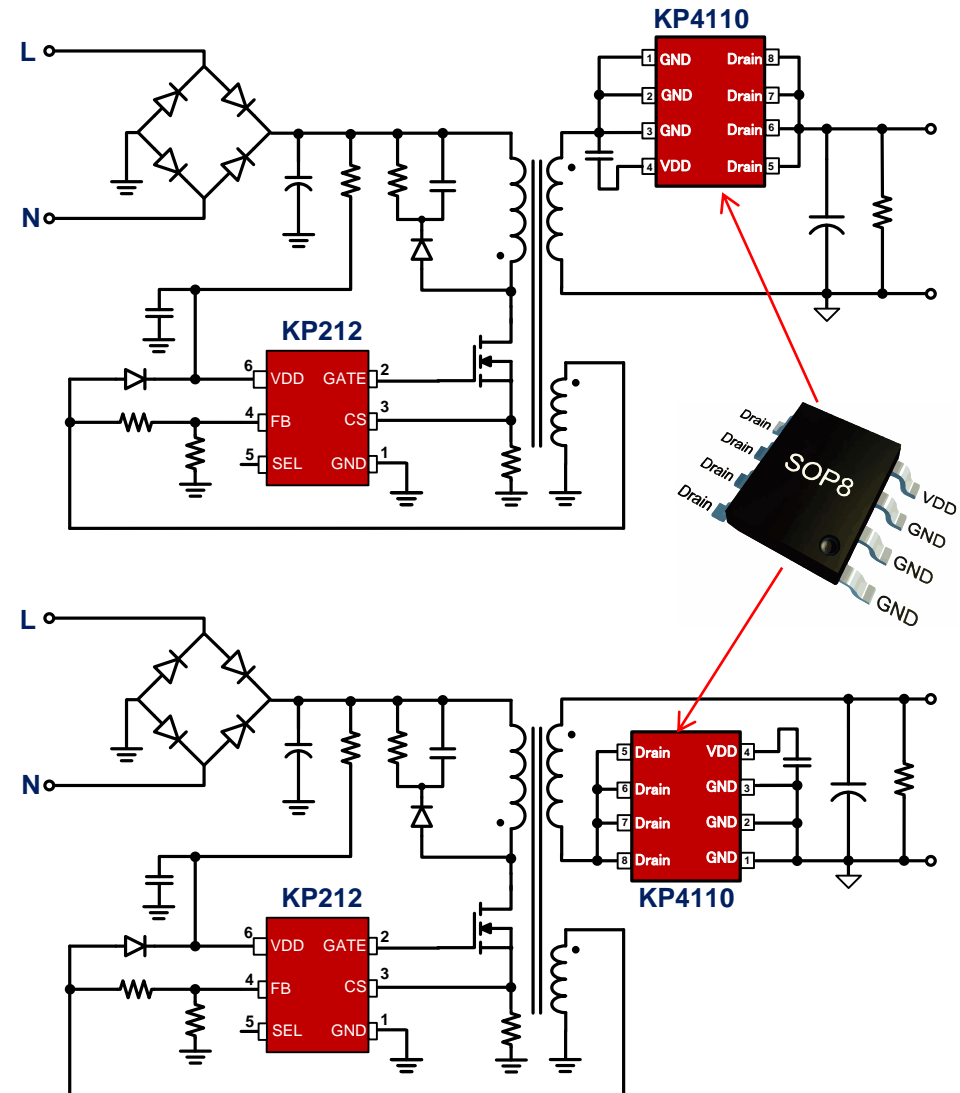 KP4110
L
1 GND Drain 8
2 GND Drain 7
3 GND Drain 6
4 VDD Drain 5
N
KP212
6 VDD GATE 2
4 FB CS 3
5 SEL GND 1
Drain
Drain
Drain
Drain
SOP8
VDD
GND
GND
GND
L
5 Drain VDD 4
6 Drain GND 3
7 Drain GND 2
8 Drain GND 1
N
KP4110
KP212
6 VDD GATE 2
4 FB CS 3
5 SEL GND 1